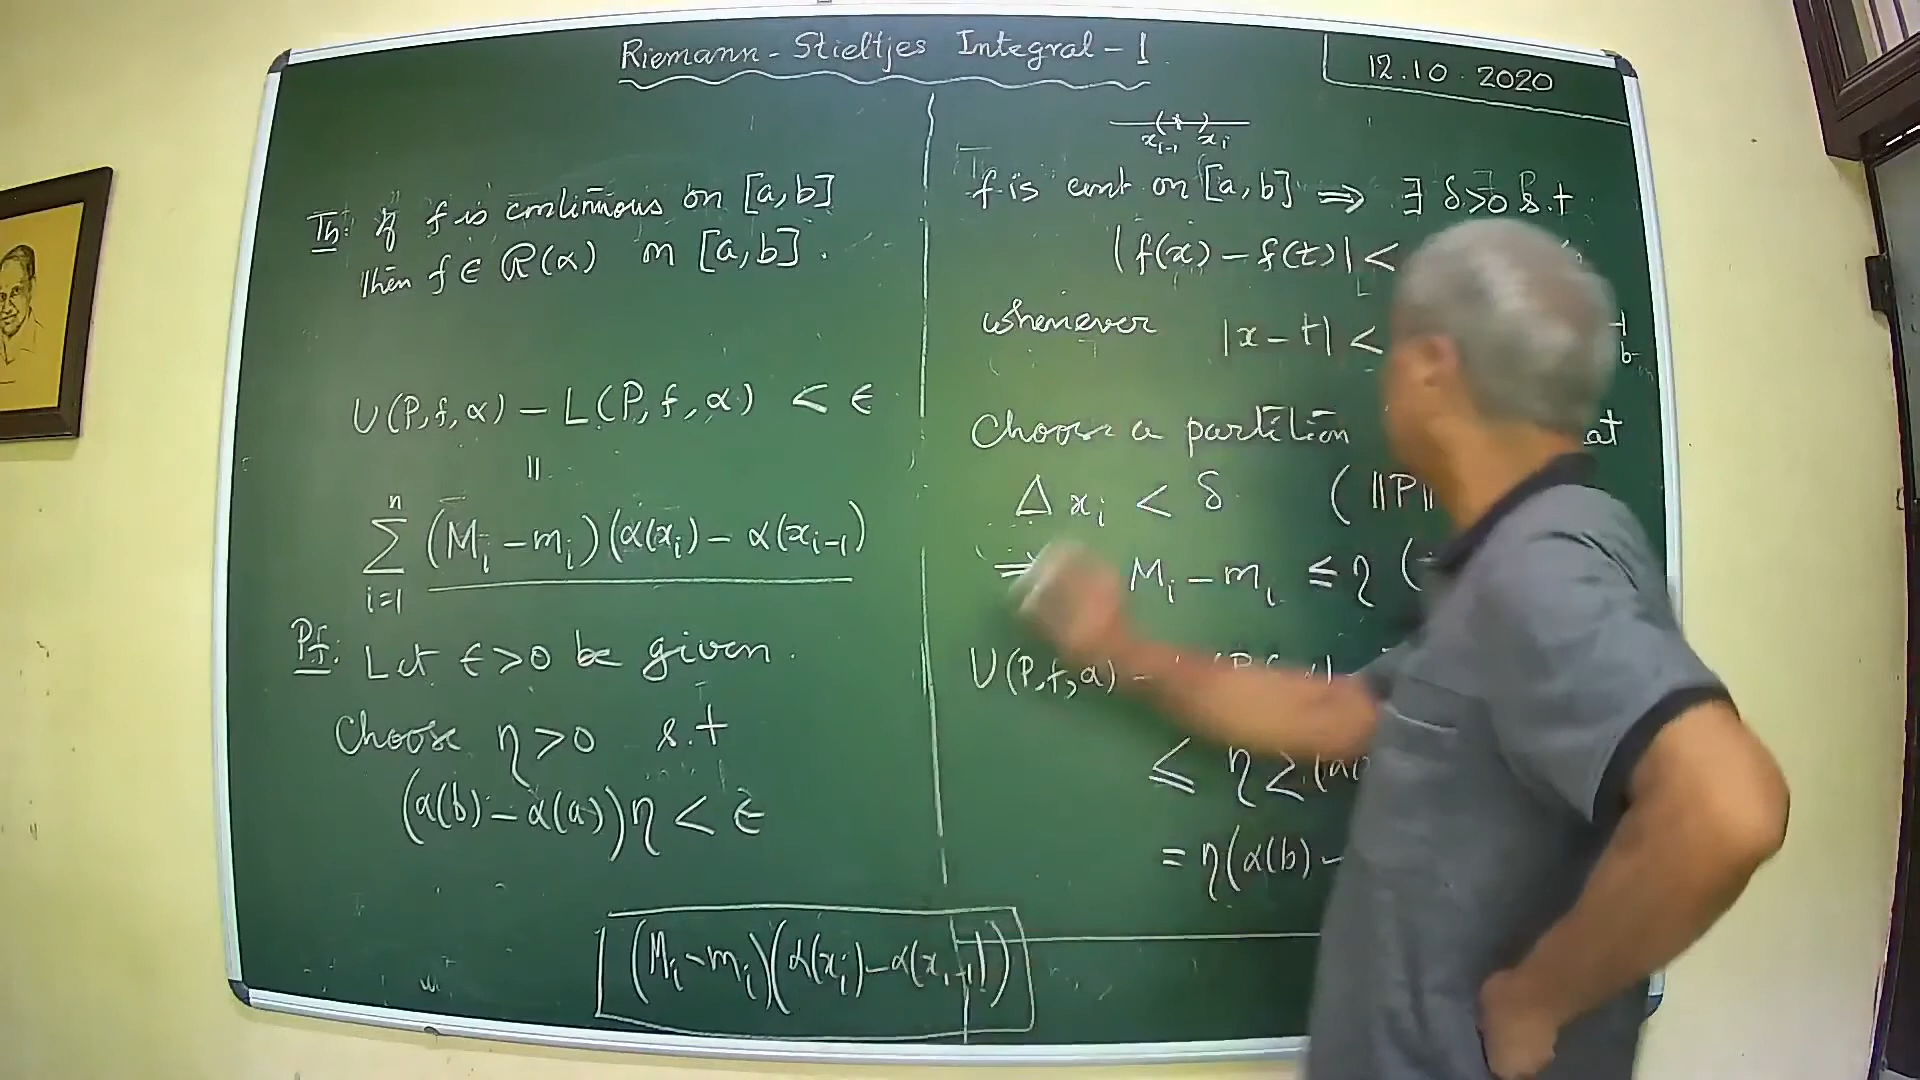 Riemann-Stieltjes Integral-1
12.10.2020
Th: If f is continuous on [a,b]
then f ∈ R(α) on [a,b].
U(P,f,α) - L(P,f,α) < ϵ
||
n
∑ (M_i - m_i)(α(x_i) - α(x_{i-1})
i=1
Pf: Let ϵ>0 be given.
Choose η>0 s.t
(α(b) - α(a))η < ϵ
(M_i - m_i)(α(x_i) - α(x_{i-1}))
x_{i-1} x_i
f is cont on [a,b] ⇒ ∃ δ>0 s.t
|f(x) - f(t)| <
whenever |x - t| <
Choose a partition at
Δx_i < δ (||P||
⇒ M_i - m_i ≤ η (
U(P,f,α) -
≤ η ∑ (α(
= η(α(b) -